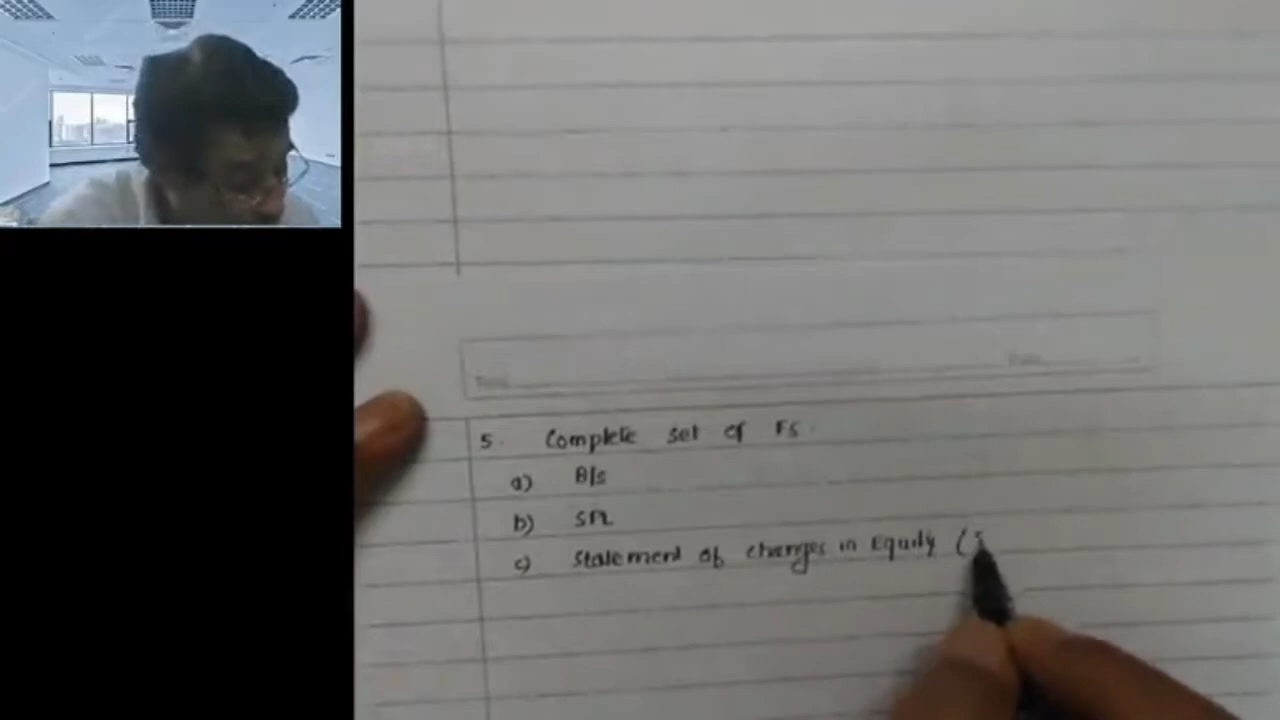 5. Complete set of FS.
a) B/s
b) SPL
c) Statement of changes in Equity (S